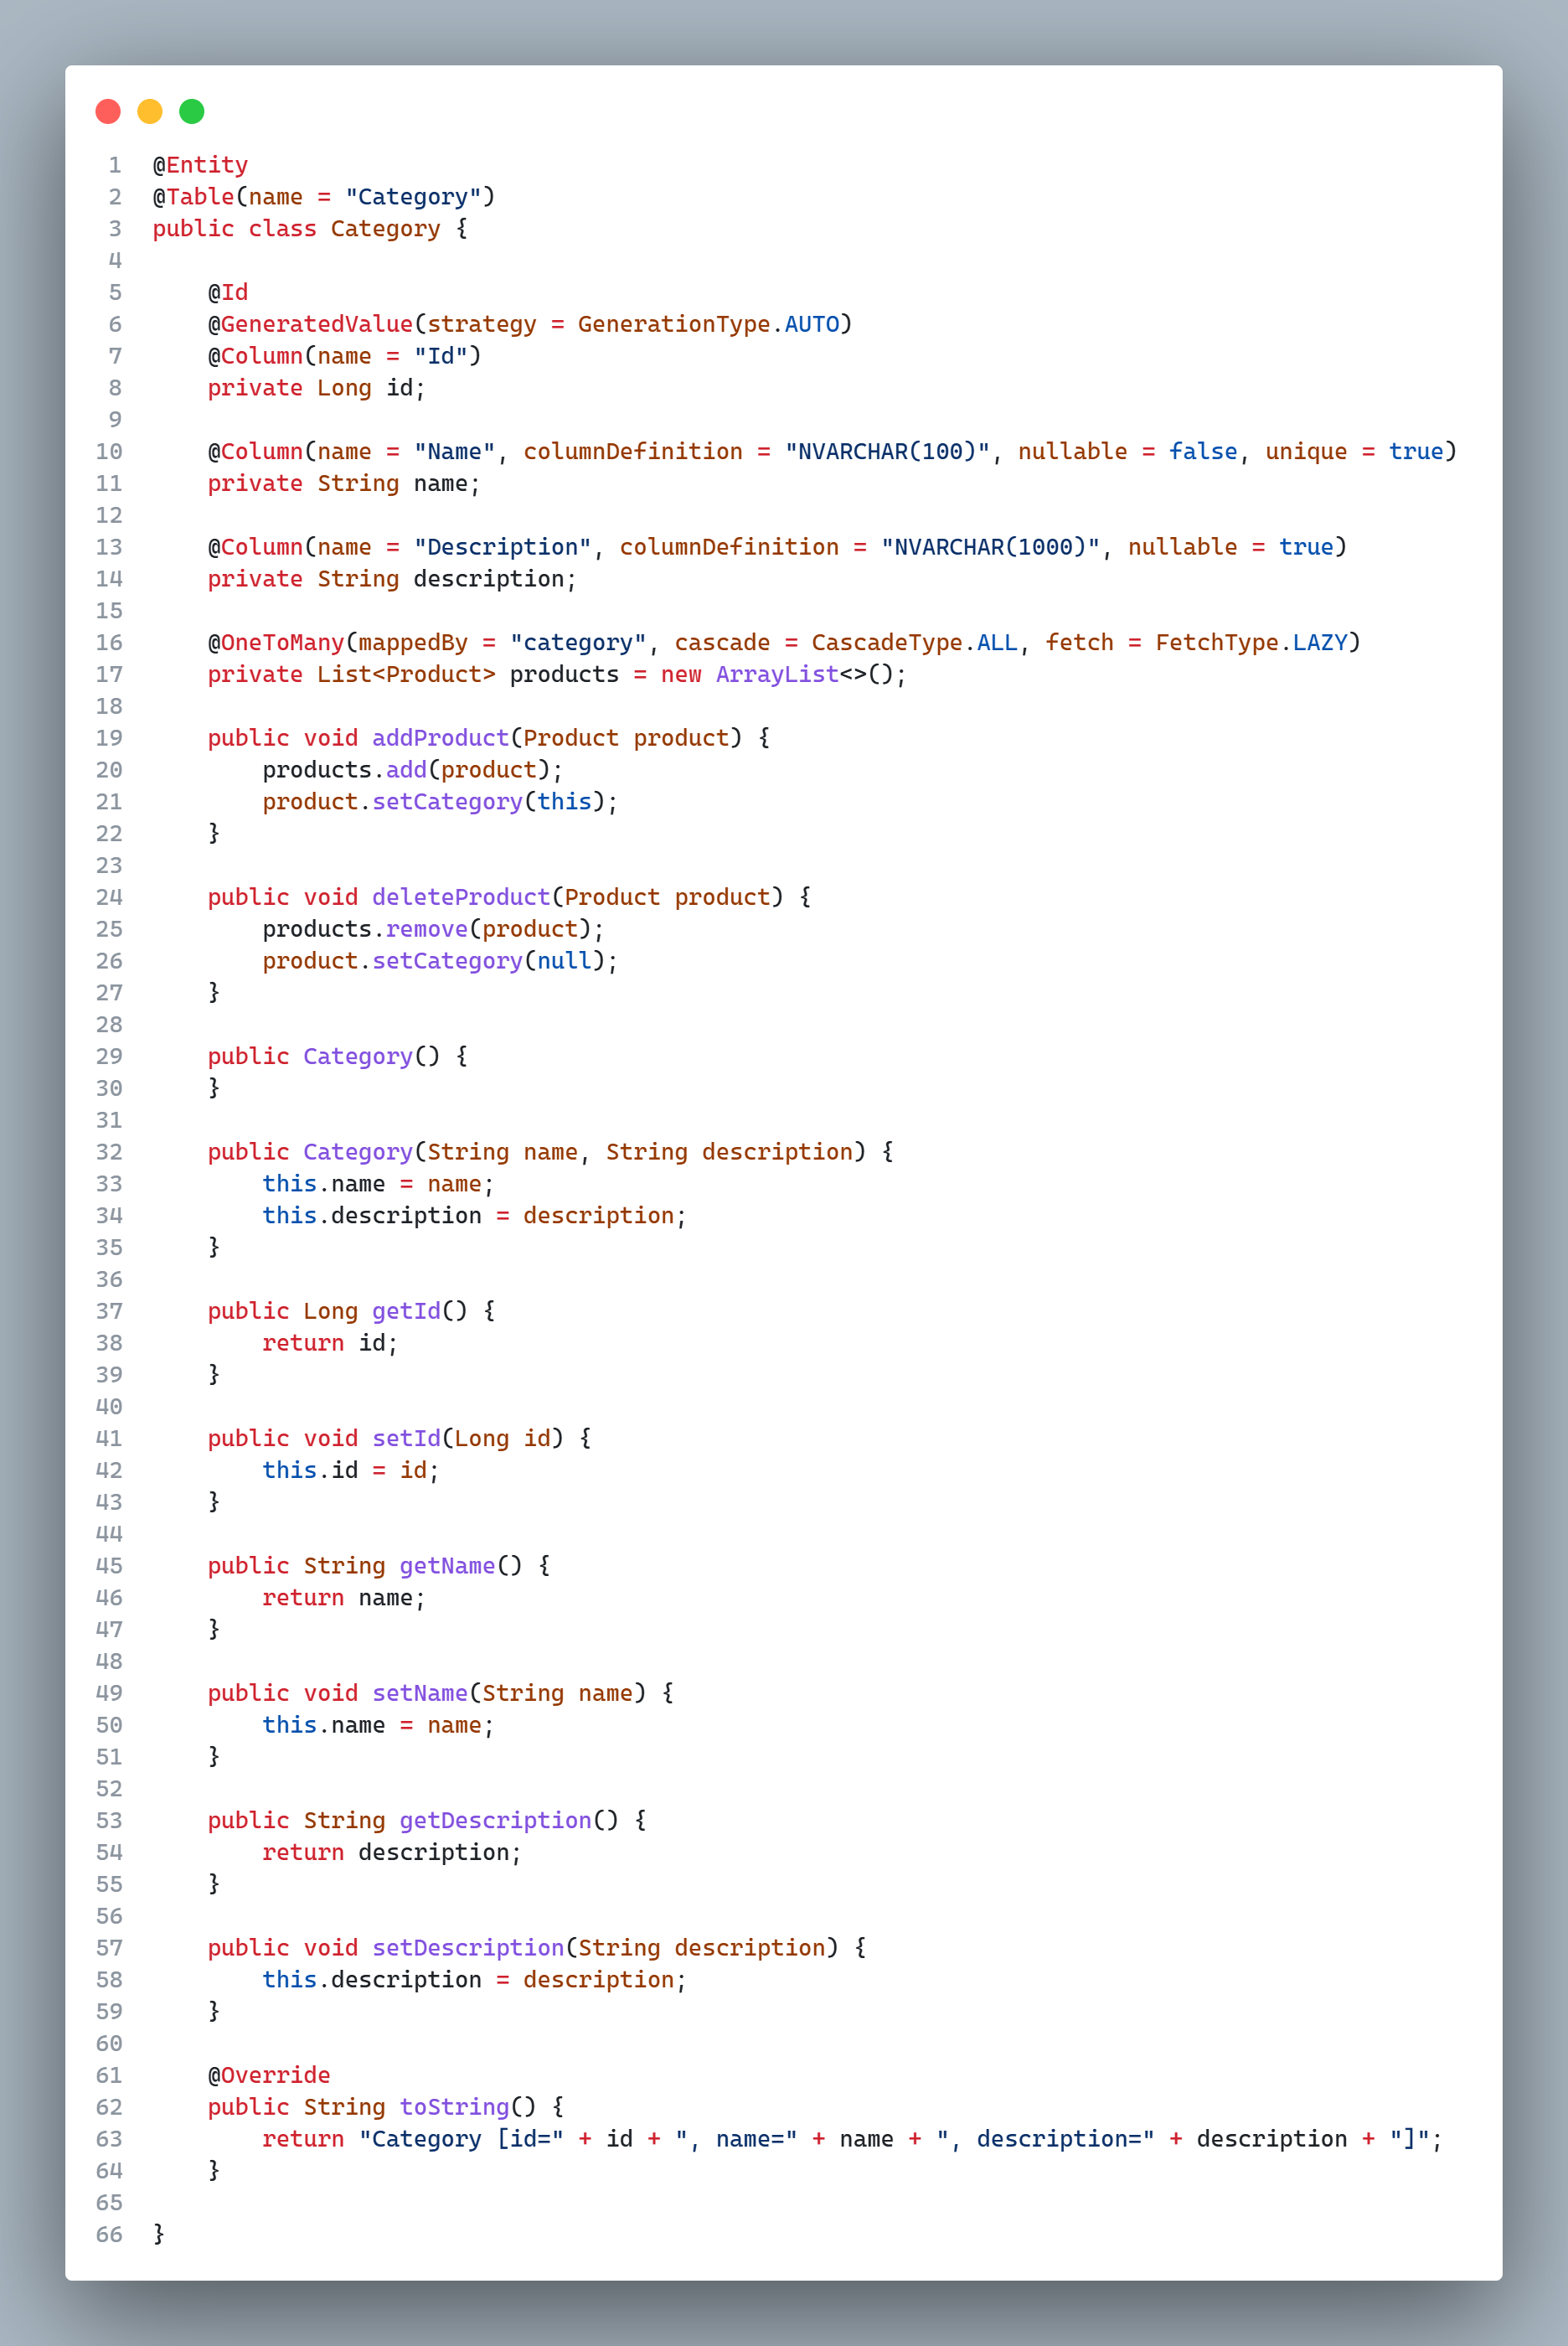 1 @Entity
2 @Table(name = "Category")
3 public class Category {
4
5     @Id
6     @GeneratedValue(strategy = GenerationType.AUTO)
7     @Column(name = "Id")
8     private Long id;
9
10     @Column(name = "Name", columnDefinition = "NVARCHAR(100)", nullable = false, unique = true)
11     private String name;
12
13     @Column(name = "Description", columnDefinition = "NVARCHAR(1000)", nullable = true)
14     private String description;
15
16     @OneToMany(mappedBy = "category", cascade = CascadeType.ALL, fetch = FetchType.LAZY)
17     private List<Product> products = new ArrayList<>();
18
19     public void addProduct(Product product) {
20         products.add(product);
21         product.setCategory(this);
22     }
23
24     public void deleteProduct(Product product) {
25         products.remove(product);
26         product.setCategory(null);
27     }
28
29     public Category() {
30     }
31
32     public Category(String name, String description) {
33         this.name = name;
34         this.description = description;
35     }
36
37     public Long getId() {
38         return id;
39     }
40
41     public void setId(Long id) {
42         this.id = id;
43     }
44
45     public String getName() {
46         return name;
47     }
48
49     public void setName(String name) {
50         this.name = name;
51     }
52
53     public String getDescription() {
54         return description;
55     }
56
57     public void setDescription(String description) {
58         this.description = description;
59     }
60
61     @Override
62     public String toString() {
63         return "Category [id=" + id + ", name=" + name + ", description=" + description + "]";
64     }
65
66 }